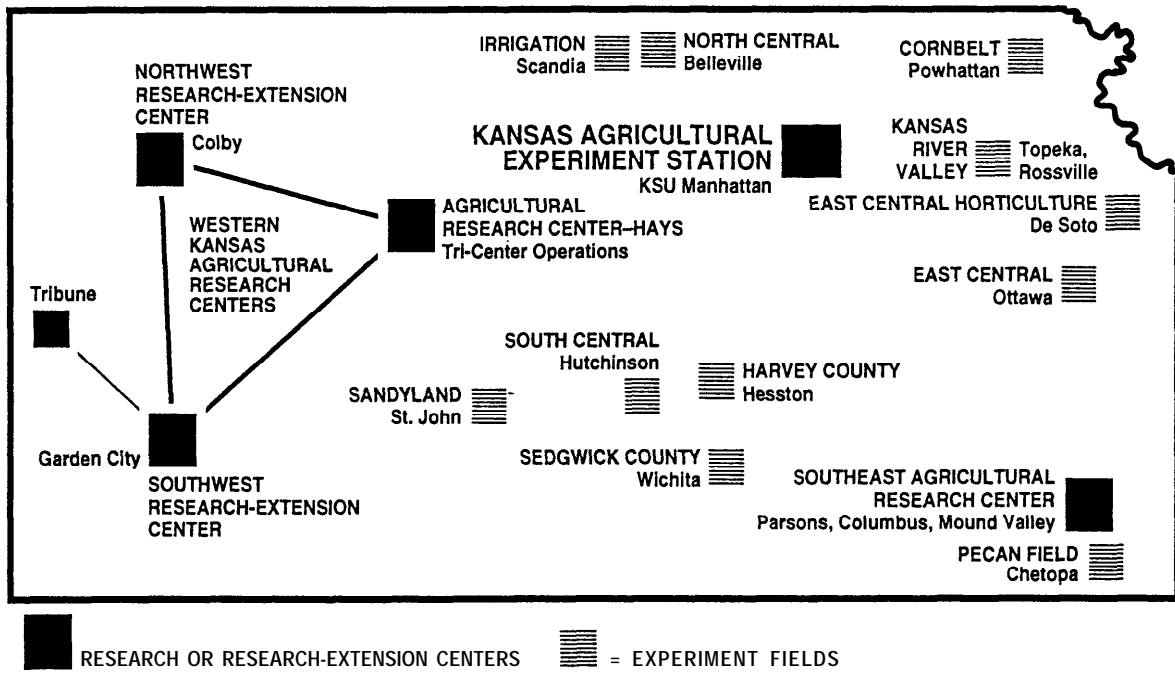 IRRIGATION
Scandia
NORTH CENTRAL
Belleville
CORNBELT
Powhattan
NORTHWEST
RESEARCH-EXTENSION
CENTER
Colby
KANSAS AGRICULTURAL
EXPERIMENT STATION
KSU Manhattan
KANSAS
RIVER
VALLEY
Topeka,
Rossville
EAST CENTRAL HORTICULTURE
De Soto
AGRICULTURAL
RESEARCH CENTER–HAYS
Tri-Center Operations
WESTERN
KANSAS
AGRICULTURAL
RESEARCH
CENTERS
EAST CENTRAL
Ottawa
Tribune
SOUTH CENTRAL
Hutchinson
HARVEY COUNTY
Hesston
SANDYLAND
St. John
Garden City
SOUTHWEST
RESEARCH-EXTENSION
CENTER
SEDGWICK COUNTY
Wichita
SOUTHEAST AGRICULTURAL
RESEARCH CENTER
Parsons, Columbus, Mound Valley
PECAN FIELD
Chetopa
RESEARCH OR RESEARCH-EXTENSION CENTERS
= EXPERIMENT FIELDS